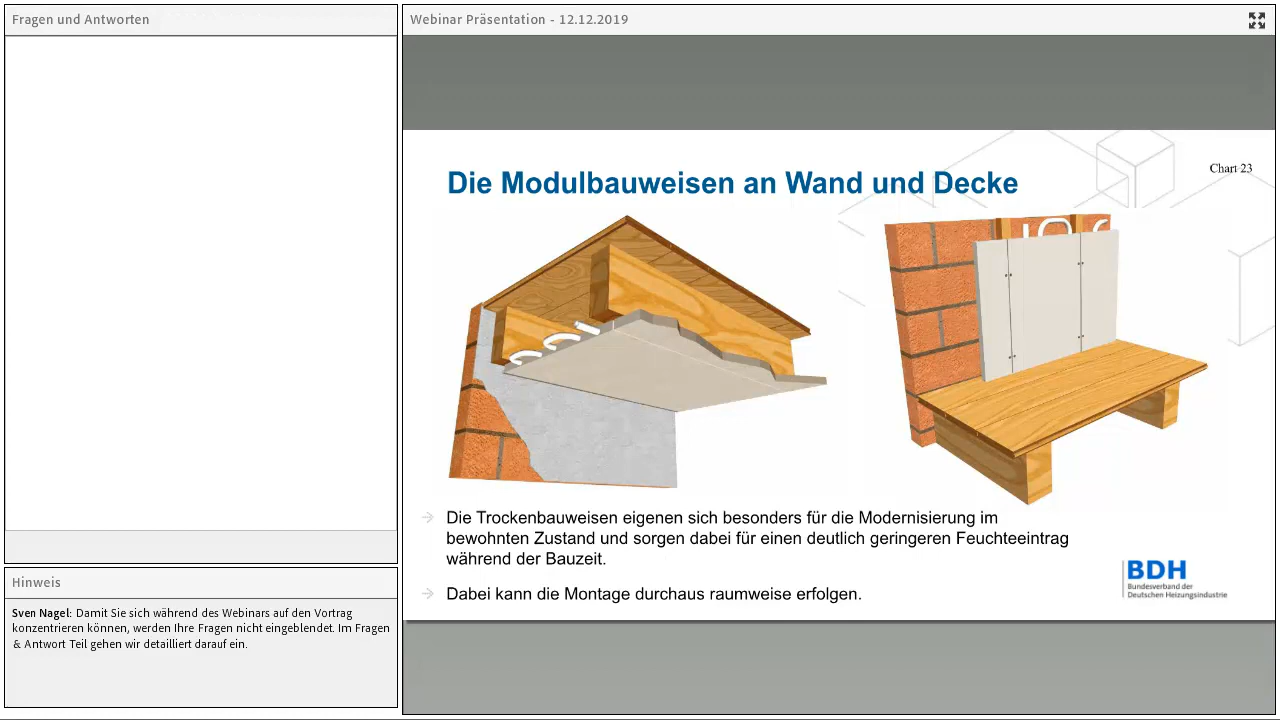 Fragen und Antworten
Hinweis
Sven Nagel: Damit Sie sich während des Webinars auf den Vortrag
konzentrieren können, werden Ihre Fragen nicht eingeblendet. Im Fragen
& Antwort Teil gehen wir detailliert darauf ein.
Webinar Präsentation - 12.12.2019
Chart 23
Die Modulbauweisen an Wand und Decke
Die Trockenbauweisen eigenen sich besonders für die Modernisierung im
bewohnten Zustand und sorgen dabei für einen deutlich geringeren Feuchteeintrag
während der Bauzeit.
Dabei kann die Montage durchaus raumweise erfolgen.
BDH
Bundesverband der
Deutschen Heizungsindustrie